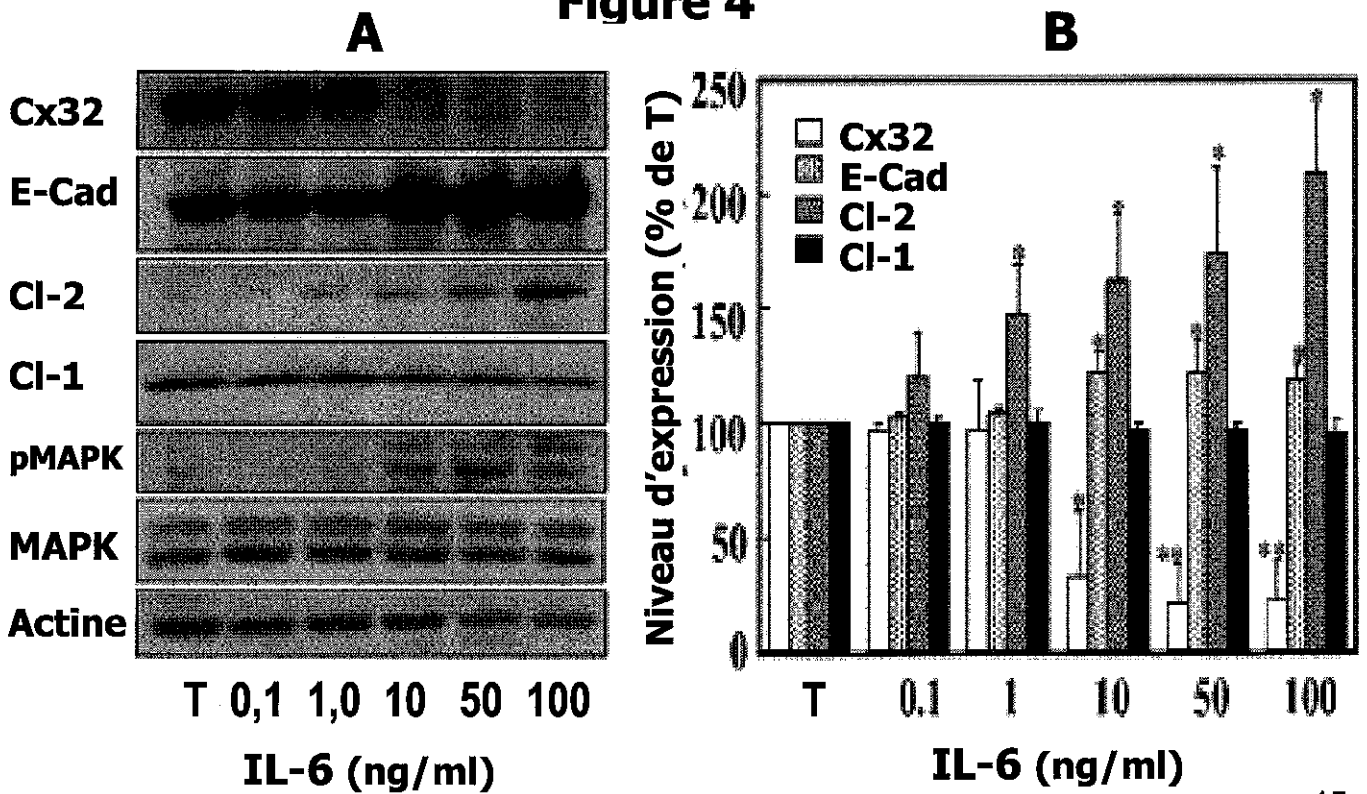 Figure 4
A
Cx32
E-Cad
Cl-2
Cl-1
pMAPK
MAPK
Actine
T 0,1 1,0 10 50 100
IL-6 (ng/ml)
B
Niveau d'expression (% de T)
250
200
150
100
50
0
Cx32
E-Cad
Cl-2
Cl-1
*
*
*
*
*
*
*
*
**
**
T 0.1 1 10 50 100
IL-6 (ng/ml)